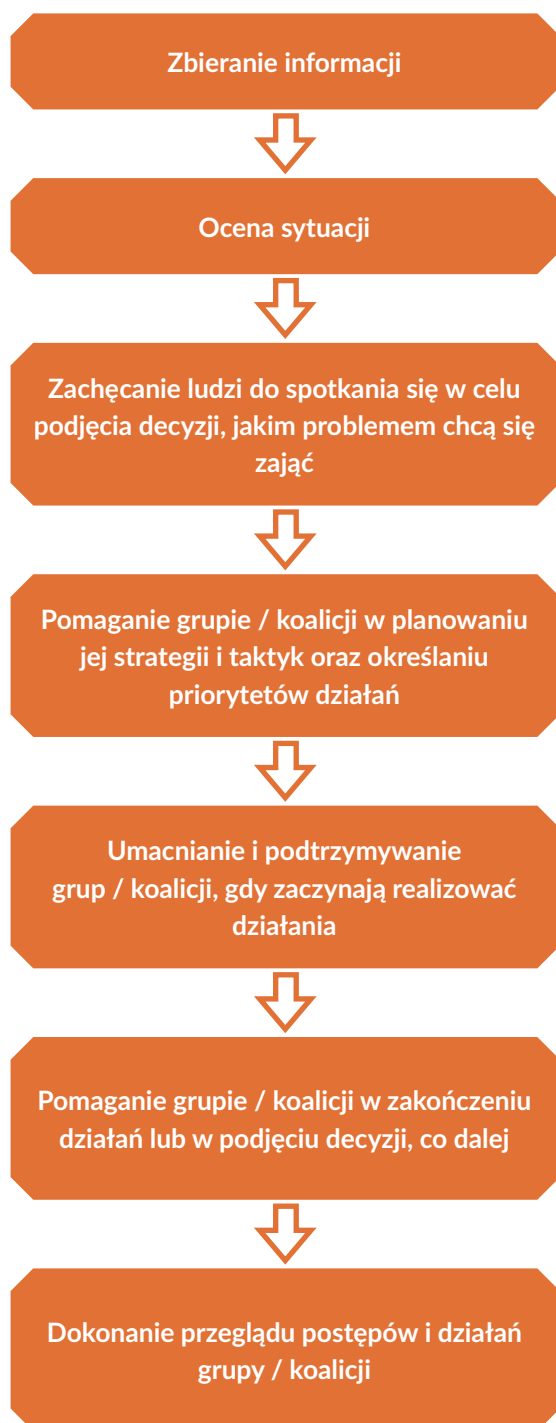 Zbieranie informacji
Ocena sytuacji
Zachęcanie ludzi do spotkania się w celu
podjęcia decyzji, jakim problemem chcą się
zająć
Pomaganie grupie / koalicji w planowaniu
jej strategii i taktyk oraz określaniu
priorytetów działań
Umacnianie i podtrzymywanie
grup / koalicji, gdy zaczynają realizować
działania
Pomaganie grupie / koalicji w zakończeniu
działań lub w podjęciu decyzji, co dalej
Dokonanie przeglądu postępów i działań
grupy / koalicji